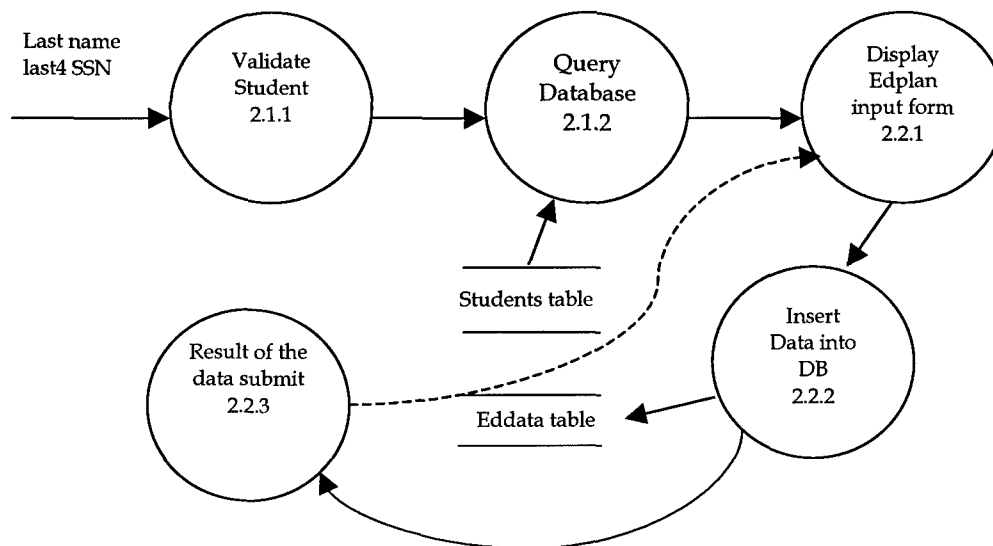 Last name
last4 SSN
Validate
Student
2.1.1
Query
Database
2.1.2
Display
Edplan
input form
2.2.1
Students table
Insert
Data into
DB
2.2.2
Result of the
data submit
2.2.3
Eddata table